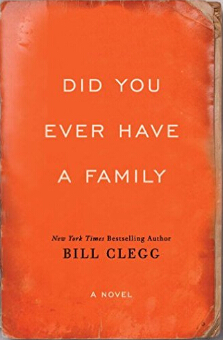 DID YOU
EVER HAVE
A FAMILY
New York Times Bestselling Author
BILL CLEGG
A NOVEL